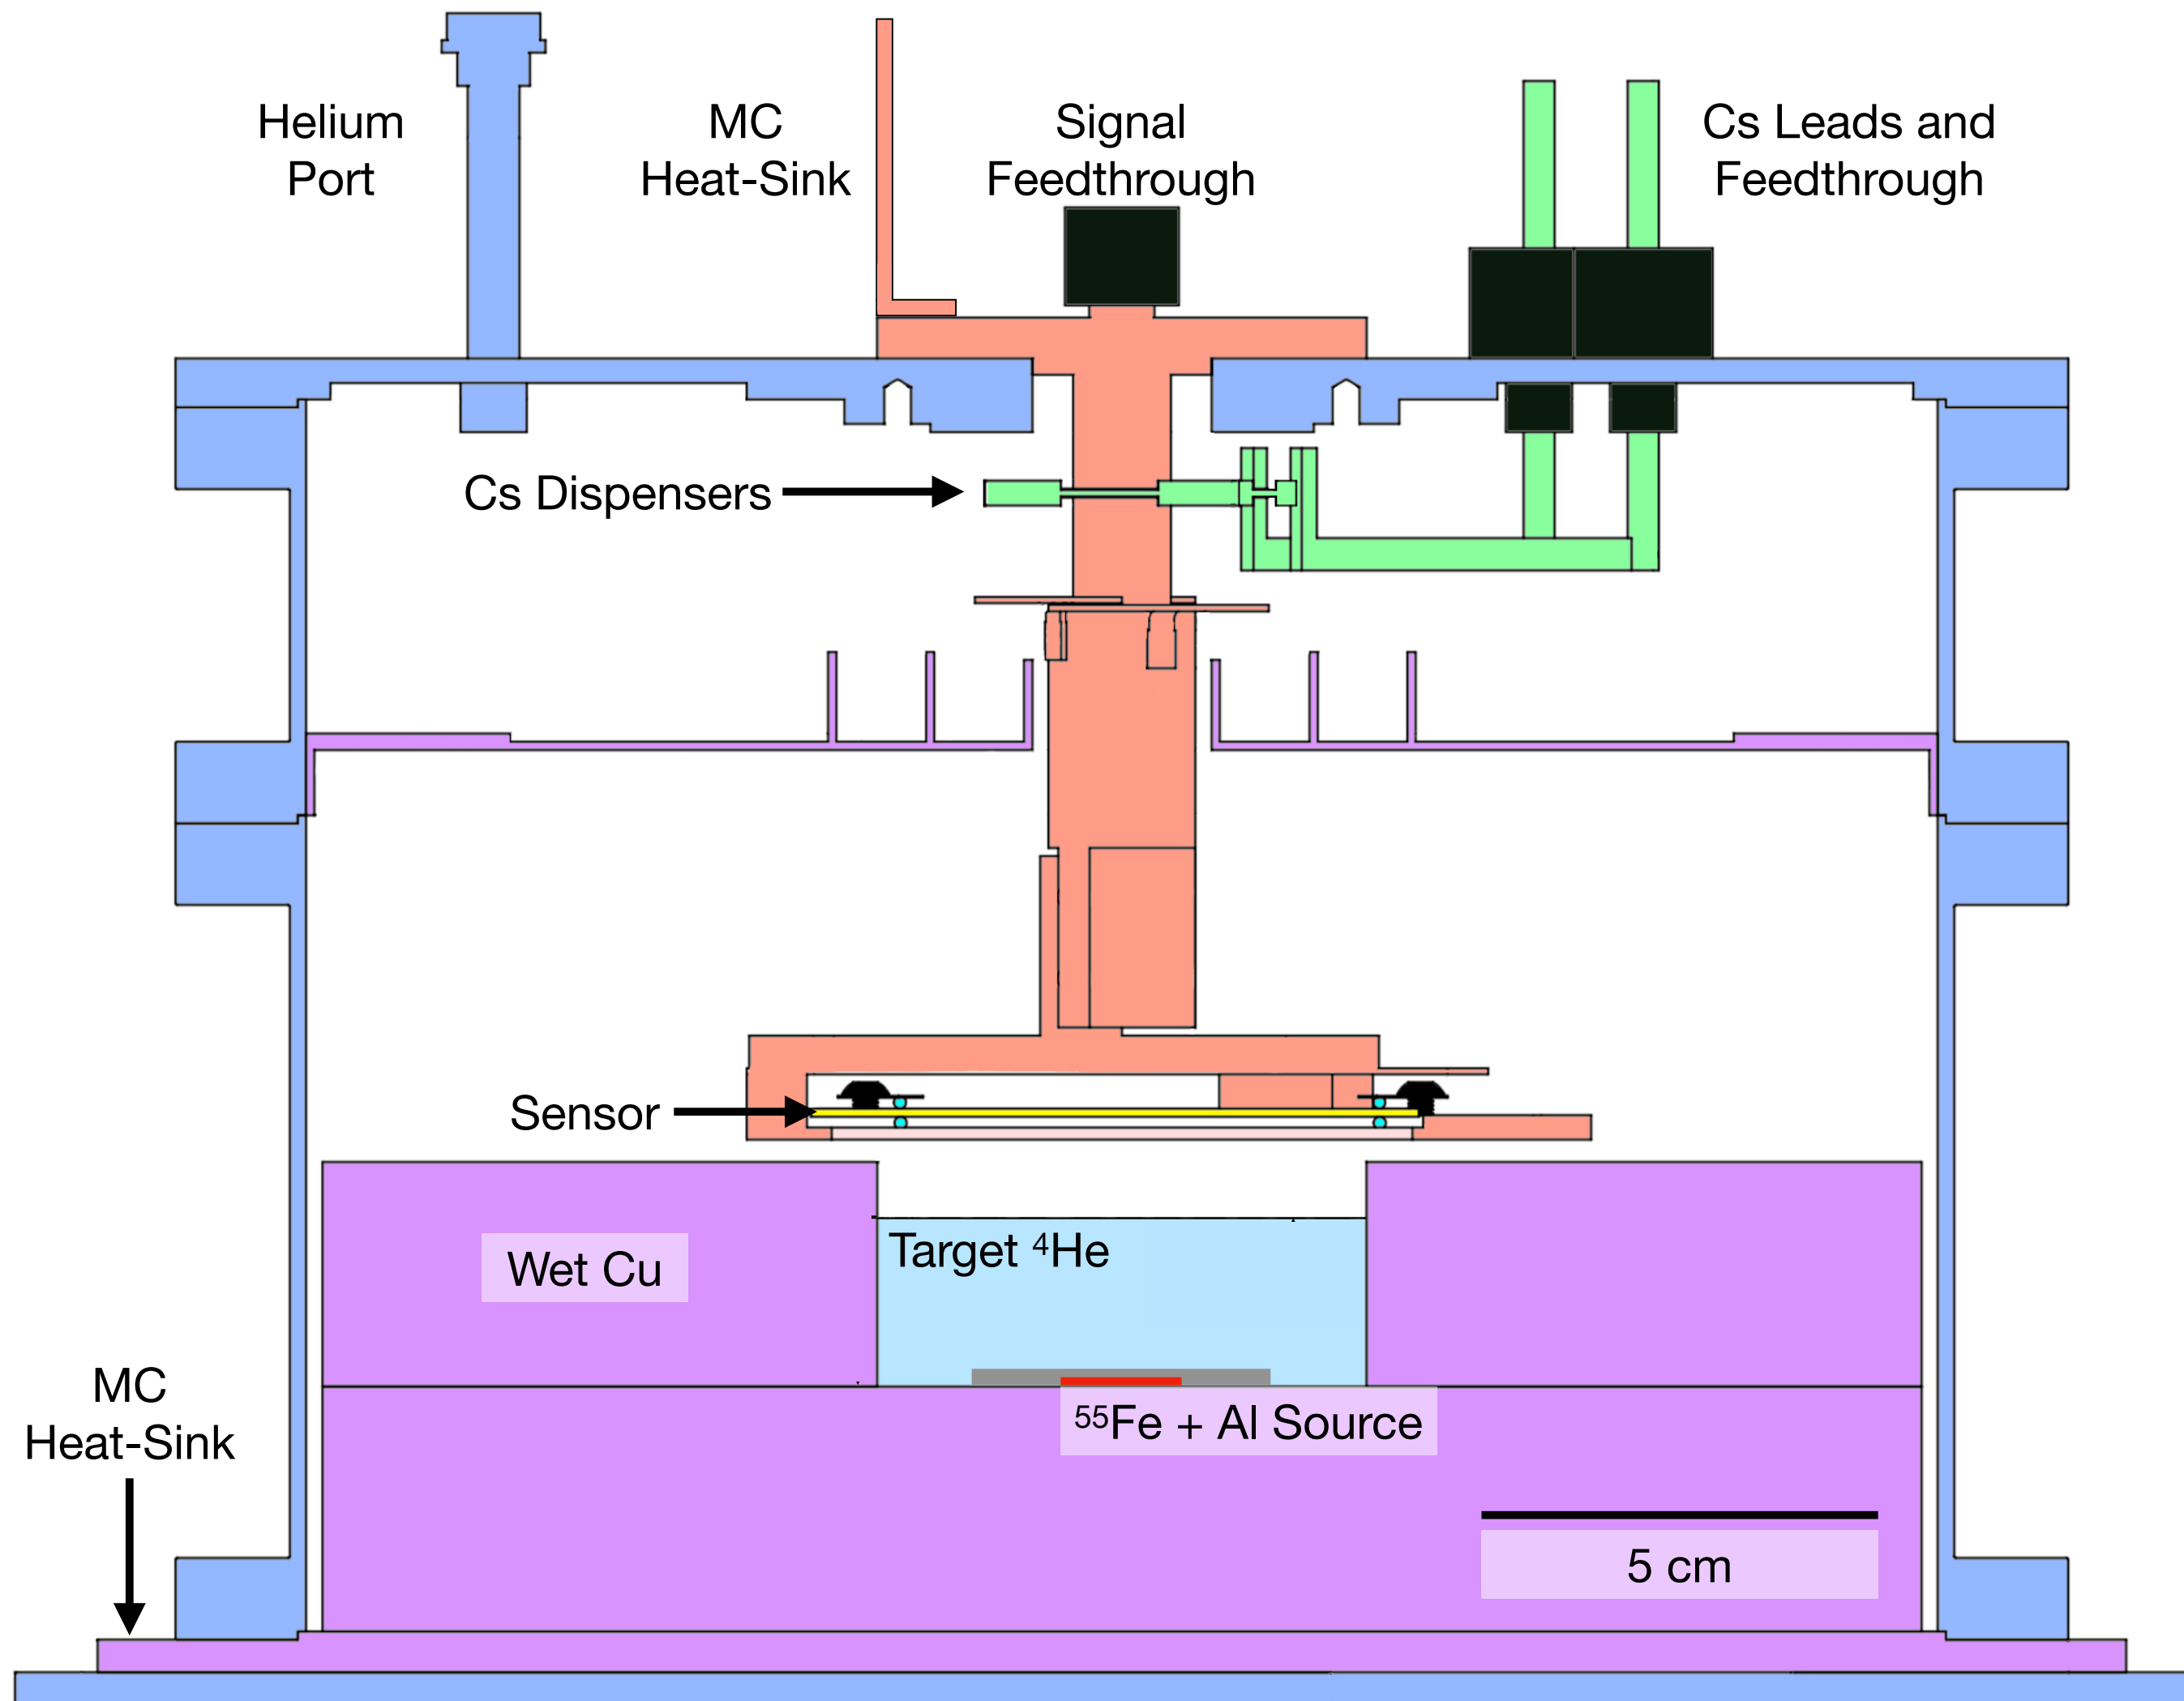 Helium
Port
MC
Heat-Sink
Signal
Feedthrough
Cs Leads and
Feedthrough
Cs Dispensers
Sensor
Target ⁴He
Wet Cu
⁵⁵Fe + Al Source
MC
Heat-Sink
5 cm